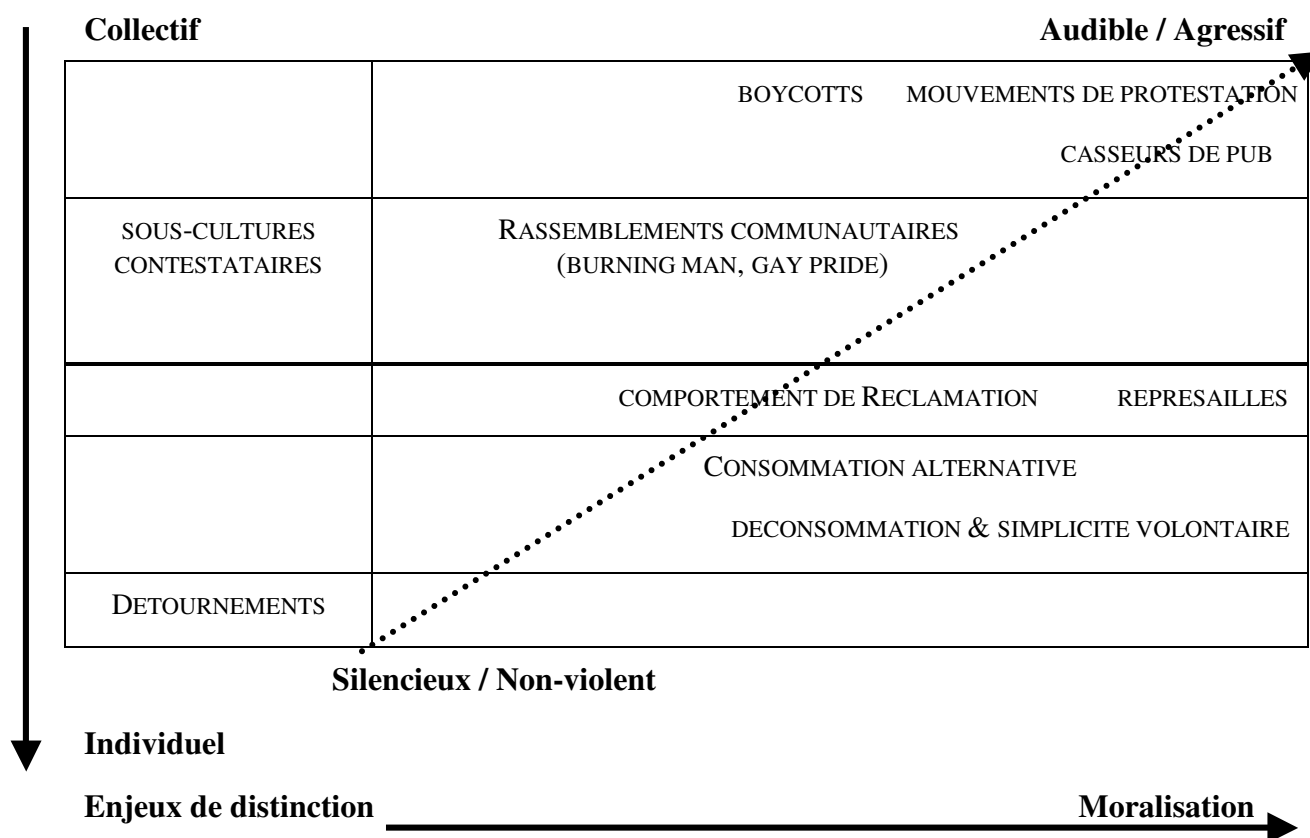 Collectif Audible / Agressif
BOYCOTTS MOUVEMENTS DE PROTESTATION
CASSEURS DE PUB
SOUS-CULTURES RASSEMBLEMENTS COMMUNAUTAIRES
CONTESTATAIRES (BURNING MAN, GAY PRIDE)
COMPORTEMENT DE RECLAMATION REPRESAILLES
CONSOMMATION ALTERNATIVE
DECONSOMMATION & SIMPLICITE VOLONTAIRE
DETOURNEMENTS
Silencieux / Non-violent
Individuel
Enjeux de distinction Moralisation